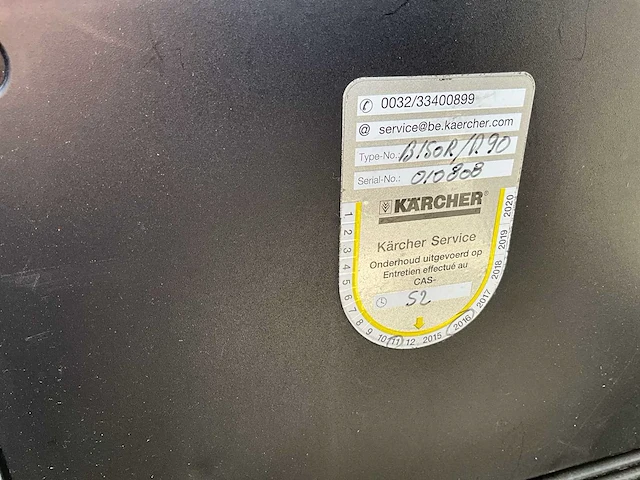 0032/33400899
@ service@be.kaercher.com
Type-No.: B150R/R90
Serial-No.: 010808
KÄRCHER®
Kärcher Service
Onderhoud uitgevoerd op
Entretien effectué au
CAS-
52
1 2 3 4 5 6 7 8 9 10 11 12 2015 2016 2017 2018 2019 2020